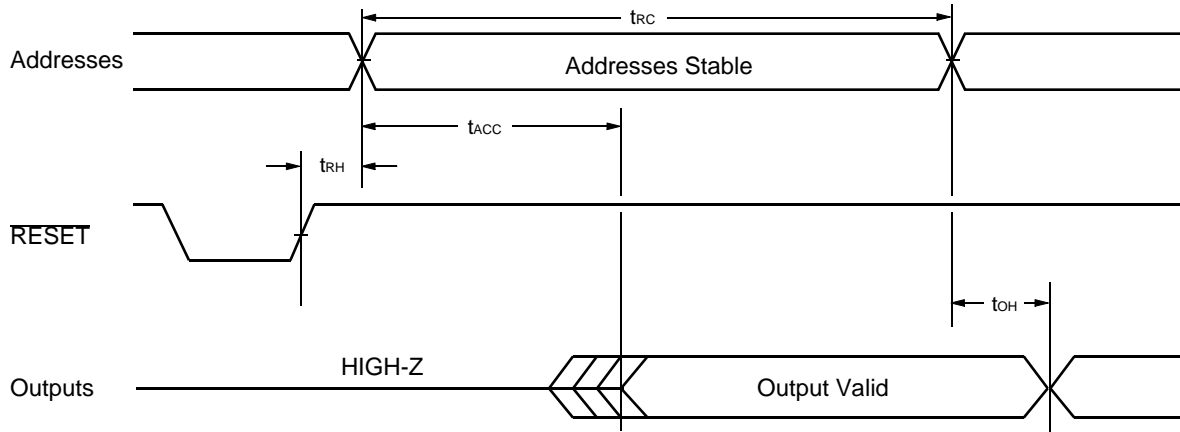 tRC
Addresses
Addresses Stable
tACC
tRH
RESET
tOH
HIGH-Z
Outputs
Output Valid